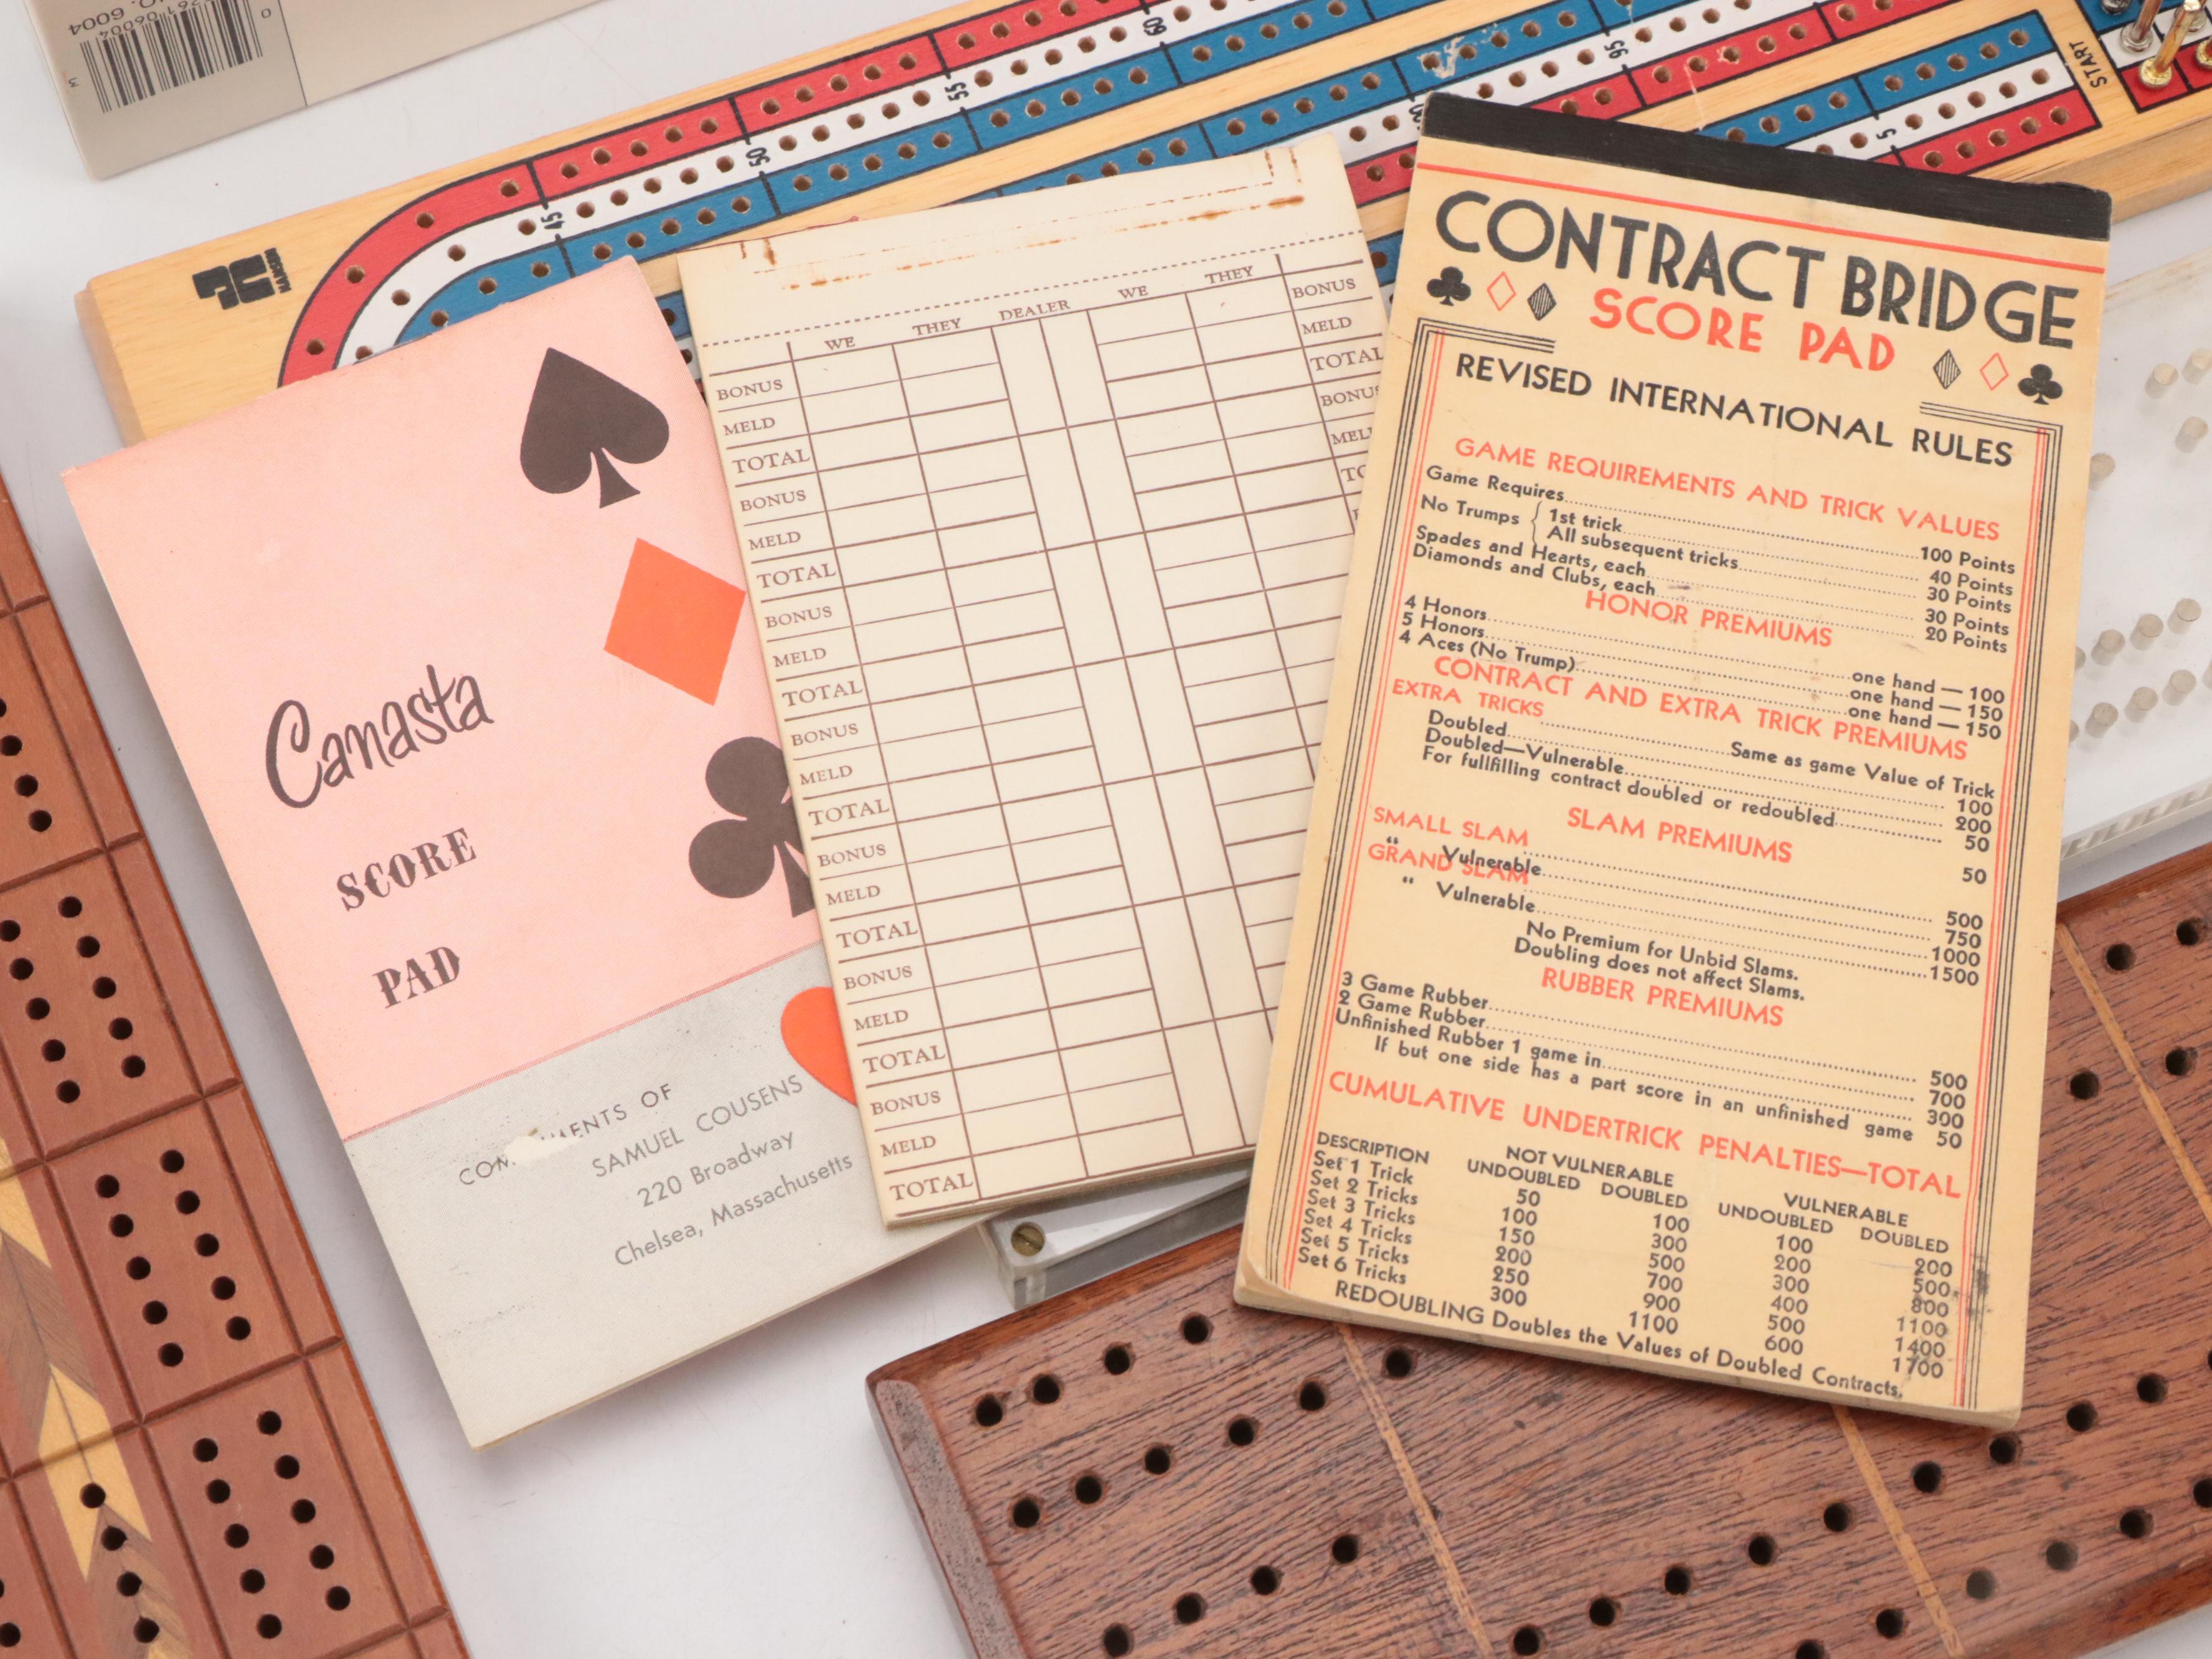 NO. 6004
0
26106004
3
45
50
55
60
90
95
5
START
Canasta
SCORE
PAD
COM MENTS OF
SAMUEL COUSENS
220 Broadway
Chelsea, Massachusetts
WE THEY DEALER WE THEY
BONUS BONUS
MELD MELD
TOTAL TOTAL
BONUS BONUS
MELD MEL
TOTAL TO
BONUS
MELD
TOTAL
BONUS
MELD
TOTAL
BONUS
MELD
TOTAL
BONUS
MELD
TOTAL
BONUS
MELD
TOTAL
CONTRACT BRIDGE
SCORE PAD
REVISED INTERNATIONAL RULES
GAME REQUIREMENTS AND TRICK VALUES
Game Requires 100 Points
No Trumps { 1st trick 40 Points
All subsequent tricks 30 Points
Spades and Hearts, each 30 Points
Diamonds and Clubs, each 20 Points
HONOR PREMIUMS
4 Honors one hand — 100
5 Honors one hand — 150
4 Aces (No Trump) one hand — 150
CONTRACT AND EXTRA TRICK PREMIUMS
EXTRA TRICKS Same as game Value of Trick
Doubled 100
Doubled—Vulnerable 200
For fullfilling contract doubled or redoubled 50
SLAM PREMIUMS 50
SMALL SLAM 500
" Vulnerable 750
GRAND SLAM 1000
" Vulnerable 1500
No Premium for Unbid Slams.
Doubling does not affect Slams.
RUBBER PREMIUMS
3 Game Rubber 500
2 Game Rubber 700
Unfinished Rubber 1 game in 300
If but one side has a part score in an unfinished game 50
CUMULATIVE UNDERTRICK PENALTIES—TOTAL
DESCRIPTION NOT VULNERABLE VULNERABLE
UNDOUBLED DOUBLED UNDOUBLED DOUBLED
Set 1 Trick 50 100 100 200
Set 2 Tricks 100 300 200 500
Set 3 Tricks 150 500 300 800
Set 4 Tricks 200 700 400 1100
Set 5 Tricks 250 900 500 1400
Set 6 Tricks 300 1100 600 1700
REDOUBLING Doubles the Values of Doubled Contracts.